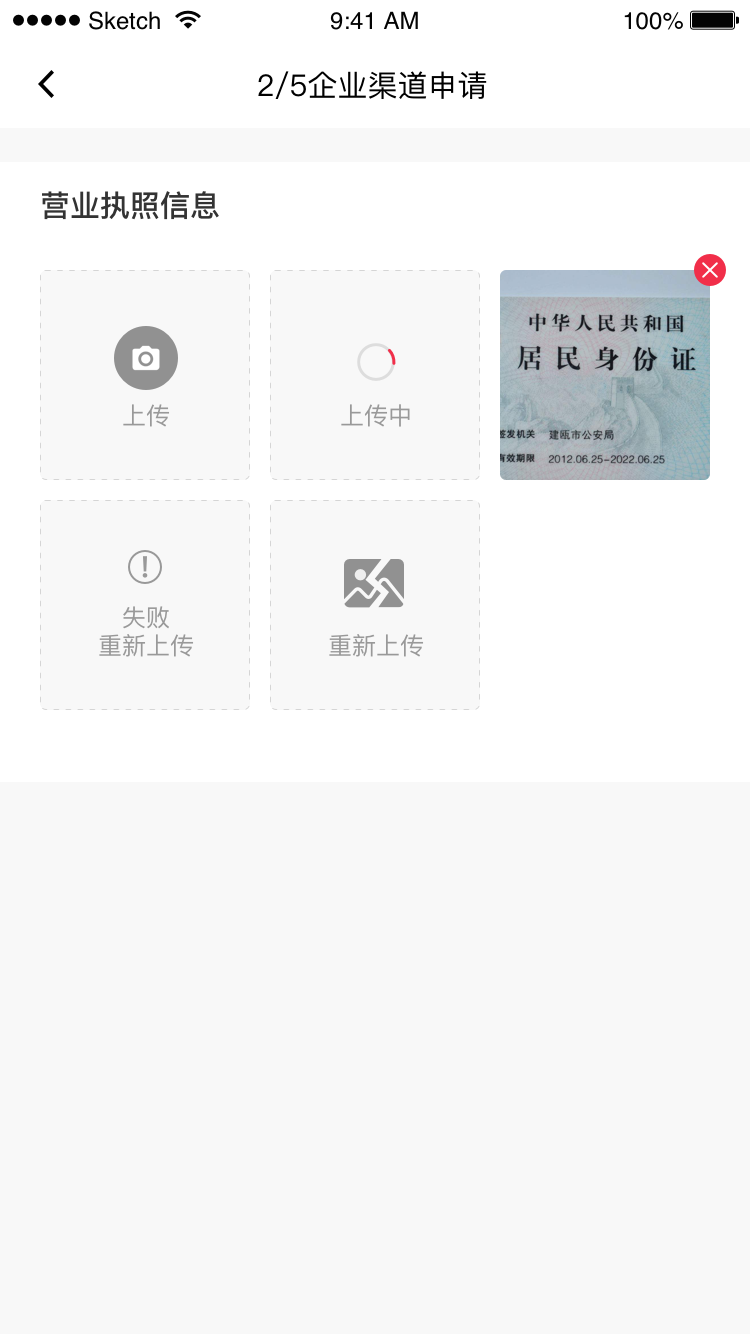 Sketch 9:41 AM 100%
2/5企业渠道申请
营业执照信息
上传
上传中
中华人民共和国
居民身份证
签发机关 建瓯市公安局
有效期限 2012.06.25-2022.06.25
失败
重新上传
重新上传